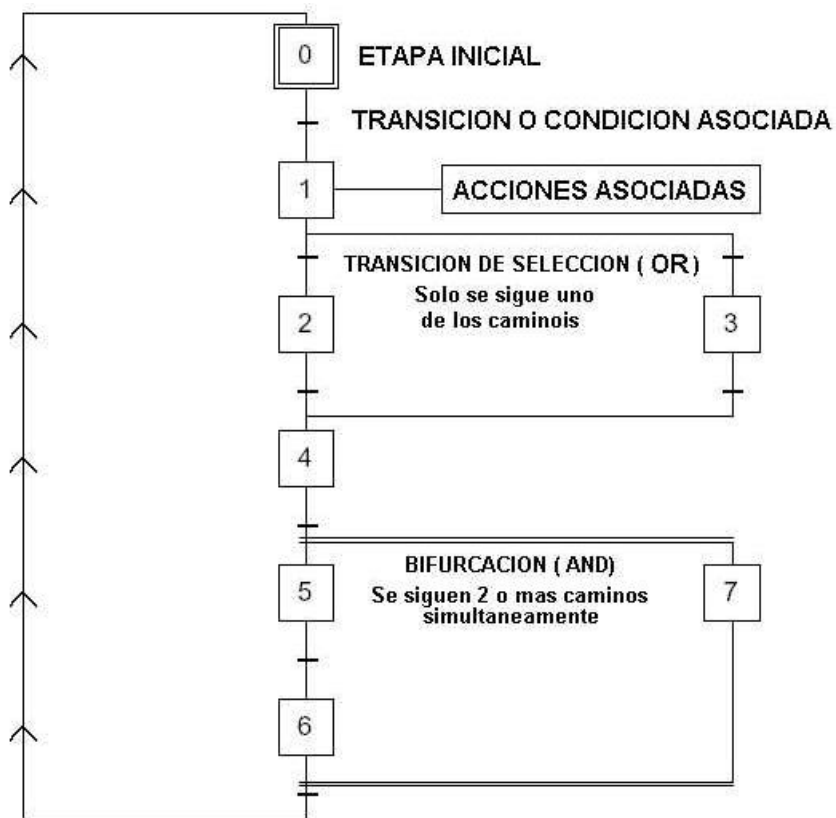 0 ETAPA INICIAL
TRANSICION O CONDICION ASOCIADA
1 ACCIONES ASOCIADAS
TRANSICION DE SELECCION ( OR )
Solo se sigue uno
de los caminois
2 3
4
BIFURCACION ( AND)
5 7
Se siguen 2 o mas caminos
simultaneamente
6